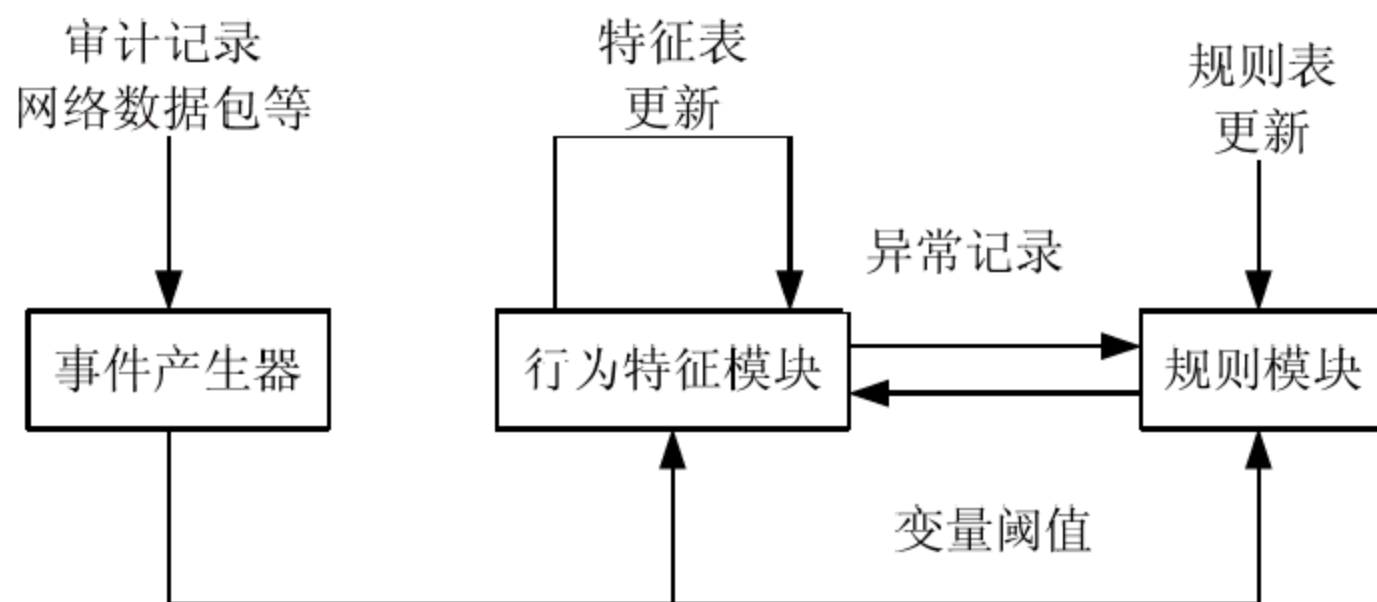 审计记录
网络数据包等
特征表
更新
规则表
更新
异常记录
事件产生器
行为特征模块
规则模块
变量阈值